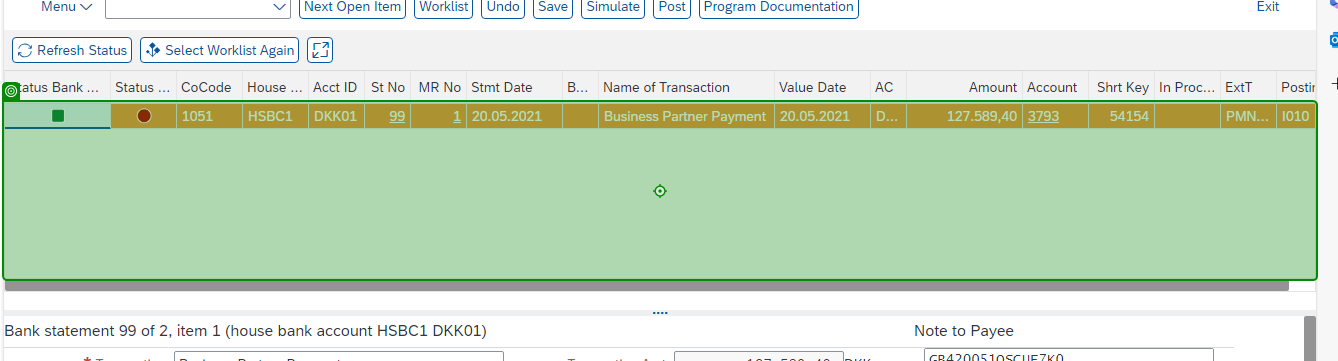 Menu Next Open Item Worklist Undo Save Simulate Post Program Documentation Exit
Refresh Status Select Worklist Again
tatus Bank ... Status ... CoCode House ... Acct ID St No MR No Stmt Date B... Name of Transaction Value Date AC Amount Account Shrt Key In Proc... ExtT Postin
1051 HSBC1 DKK01 99 1 20.05.2021 Business Partner Payment 20.05.2021 D... 127.589,40 3793 54154 PMN... I010
Bank statement 99 of 2, item 1 (house bank account HSBC1 DKK01) Note to Payee